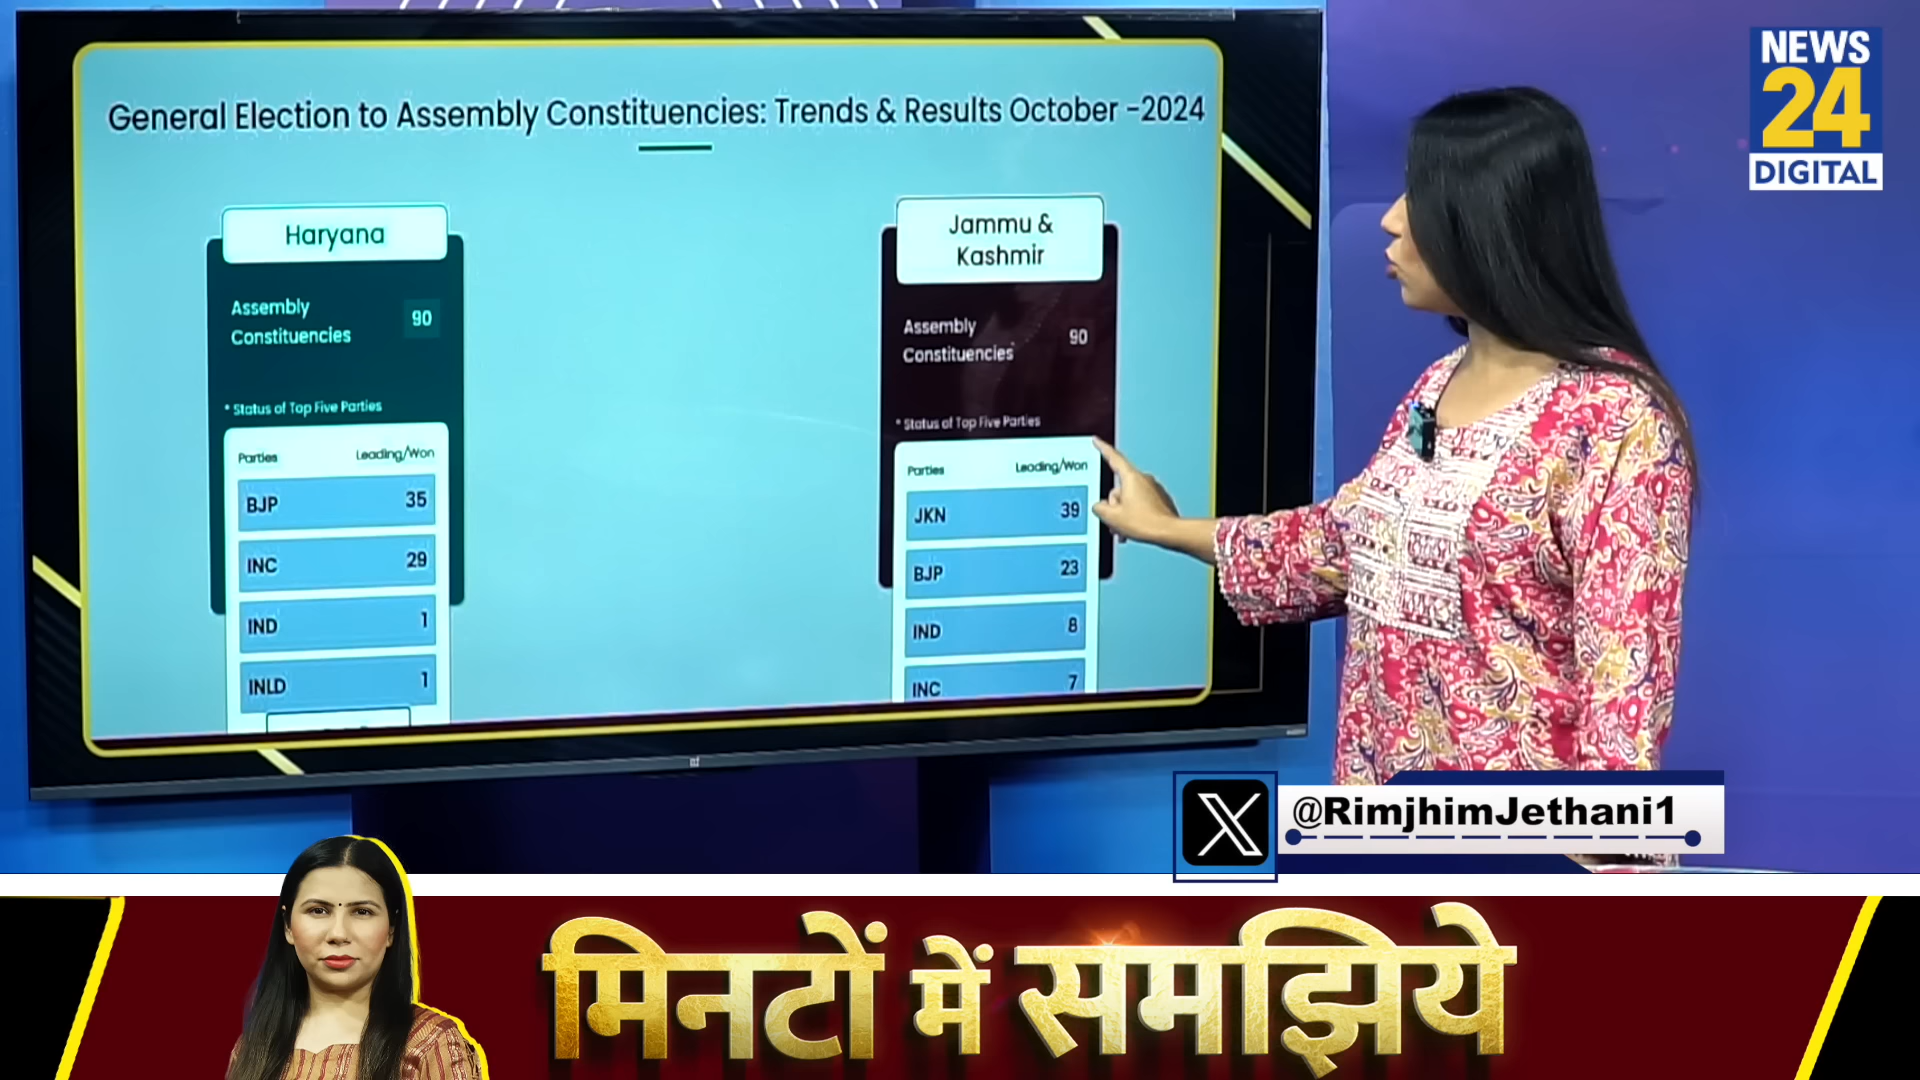 General Election to Assembly Constituencies: Trends & Results October -2024
Haryana
Assembly
Constituencies
90
* Status of Top Five Parties
Parties Leading/Won
BJP 35
INC 29
IND 1
INLD 1
Jammu &
Kashmir
Assembly
Constituencies
90
* Status of Top Five Parties
Parties Leading/Won
JKN 39
BJP 23
IND 8
INC 7
NEWS
24
DIGITAL
@RimjhimJethani1
मिनटों में समझिये